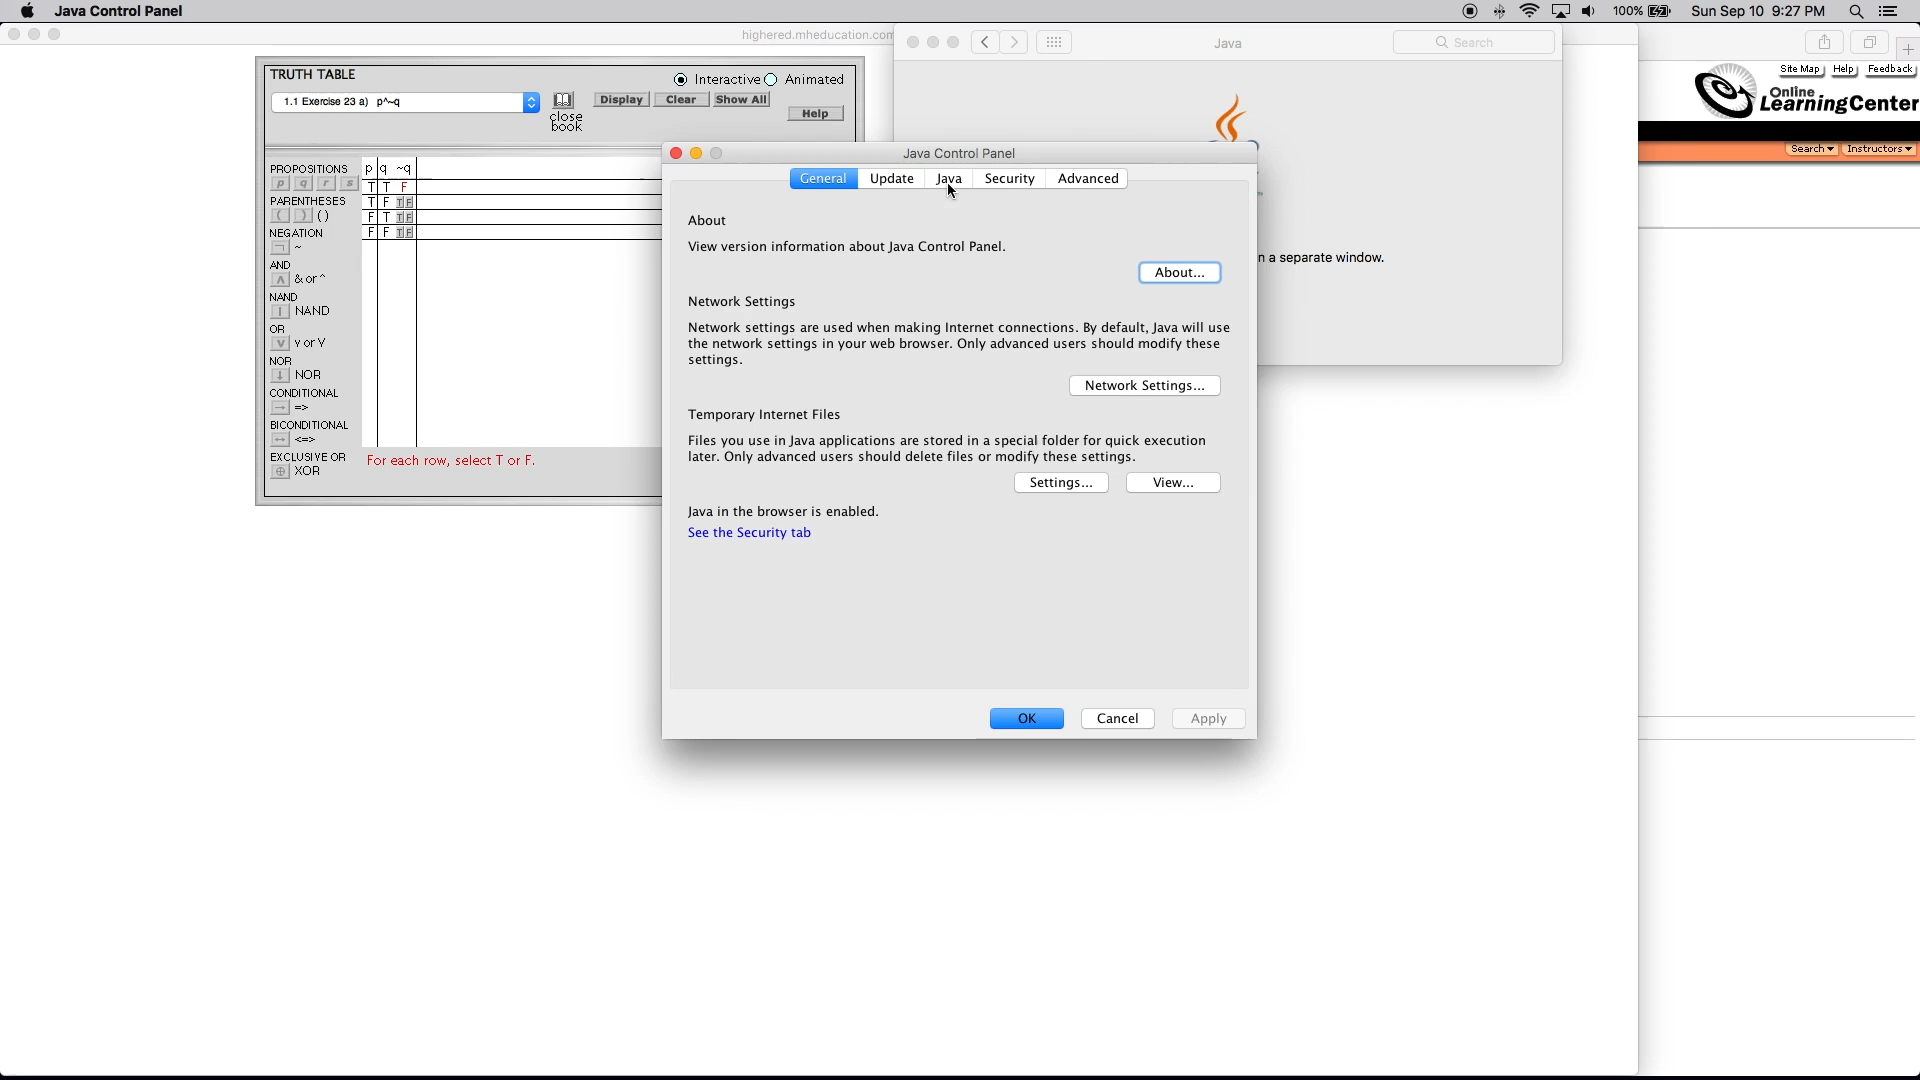 Java Control Panel
100%
Sun Sep 10 9:27 PM
highered.mheducation.com
TRUTH TABLE
Interactive
Animated
1.1 Exercise 23 a) p^~q
close
book
Display
Clear
Show All
Help
PROPOSITIONS
p q r s
PARENTHESES
( ) ()
NEGATION
¬ ~
AND
∧ & or ^
NAND
| NAND
OR
V v or V
NOR
↓ NOR
CONDITIONAL
→ =>
BICONDITIONAL
↔ <=>
EXCLUSIVE OR
⊕ XOR
p q ~q
T T F
T F T F
F T T F
F F T F
For each row, select T or F.
Java
Search
n a separate window.
Java Control Panel
General
Update
Java
Security
Advanced
About
View version information about Java Control Panel.
About...
Network Settings
Network settings are used when making Internet connections. By default, Java will use
the network settings in your web browser. Only advanced users should modify these
settings.
Network Settings...
Temporary Internet Files
Files you use in Java applications are stored in a special folder for quick execution
later. Only advanced users should delete files or modify these settings.
Settings...
View...
Java in the browser is enabled.
See the Security tab
OK
Cancel
Apply
Site Map
Help
Feedback
Online
LearningCenter
Search
Instructors